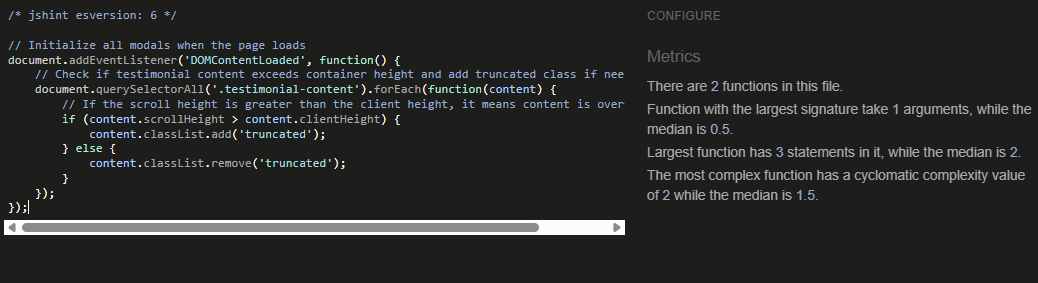 /* jshint esversion: 6 */
// Initialize all modals when the page loads
document.addEventListener('DOMContentLoaded', function() {
// Check if testimonial content exceeds container height and add truncated class if nee
document.querySelectorAll('.testimonial-content').forEach(function(content) {
// If the scroll height is greater than the client height, it means content is over
if (content.scrollHeight > content.clientHeight) {
content.classList.add('truncated');
} else {
content.classList.remove('truncated');
}
});
});
CONFIGURE
Metrics
There are 2 functions in this file.
Function with the largest signature take 1 arguments, while the
median is 0.5.
Largest function has 3 statements in it, while the median is 2.
The most complex function has a cyclomatic complexity value
of 2 while the median is 1.5.